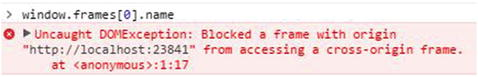 > window.frames[0].name
▶Uncaught DOMException: Blocked a frame with origin
"http://localhost:23841" from accessing a cross-origin frame.
at <anonymous>:1:17